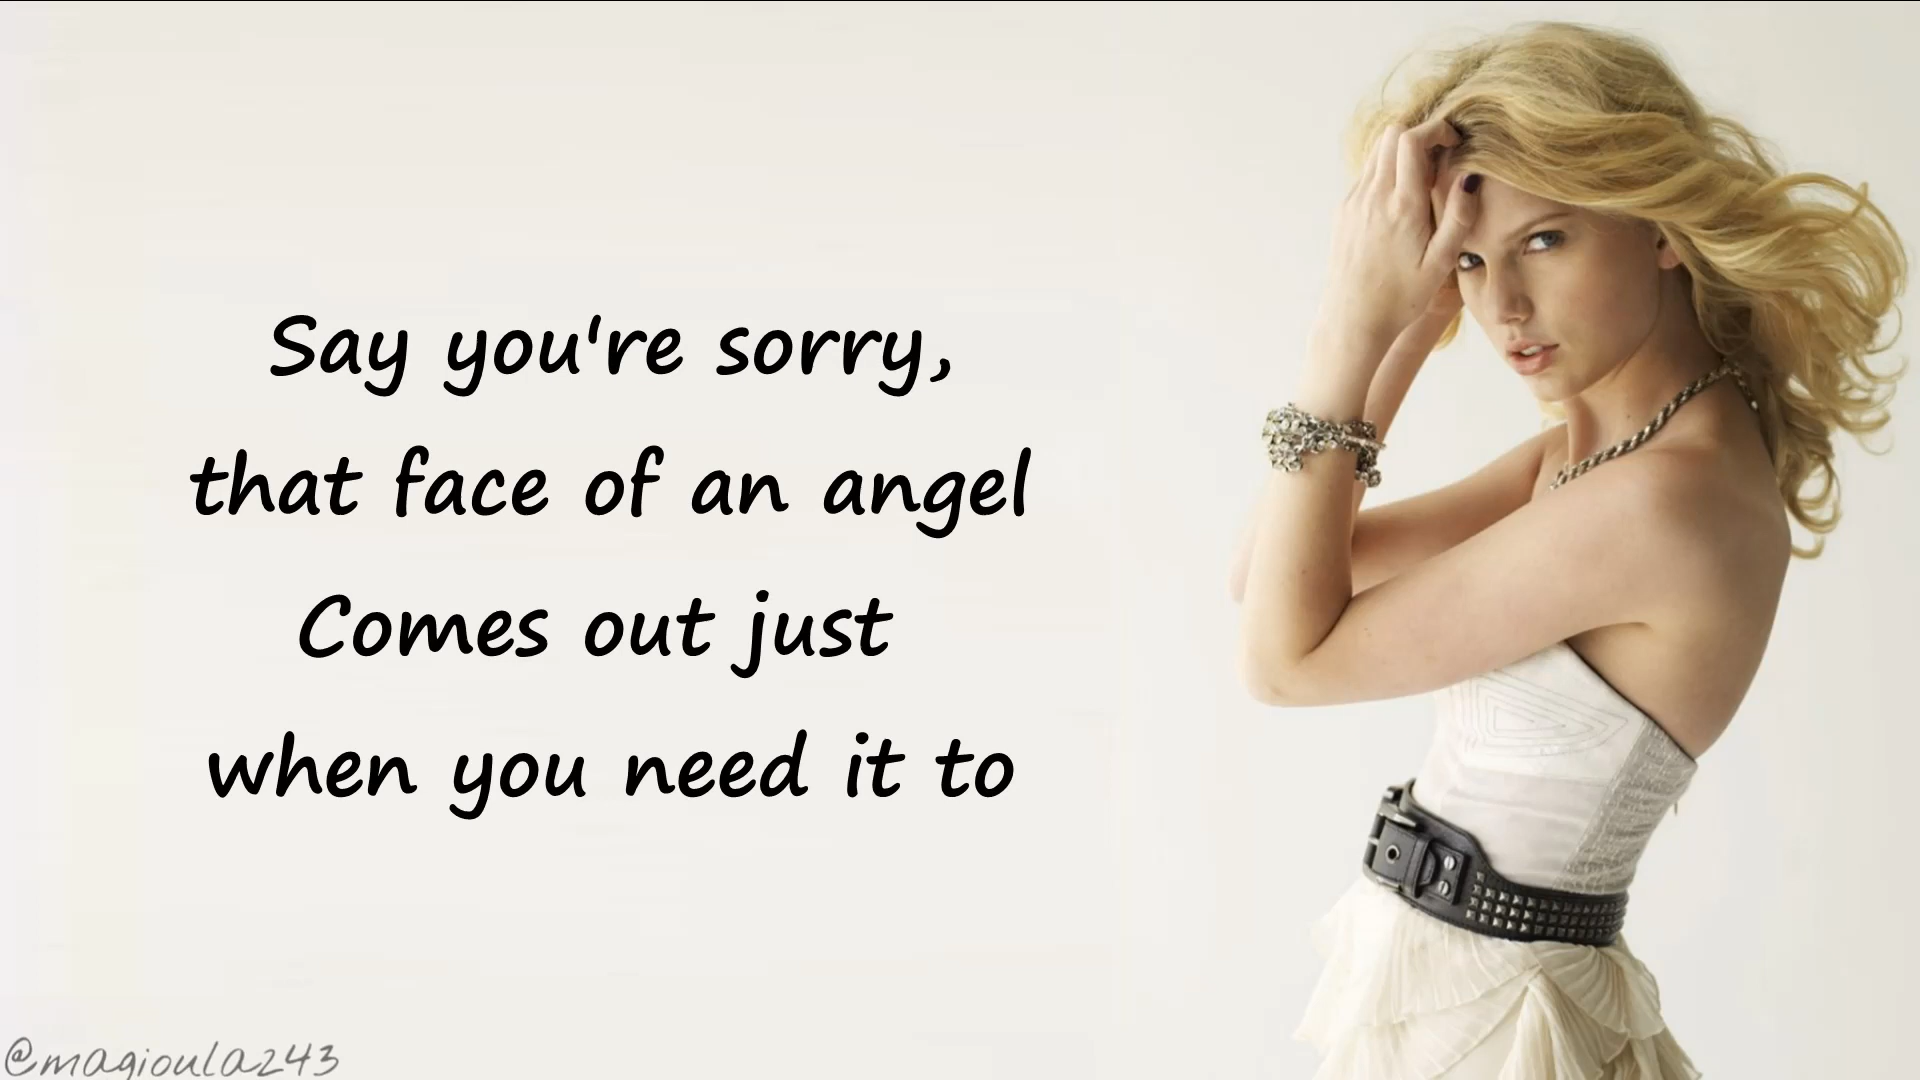 Say you're sorry,
that face of an angel
Comes out just
when you need it to
@magioula243